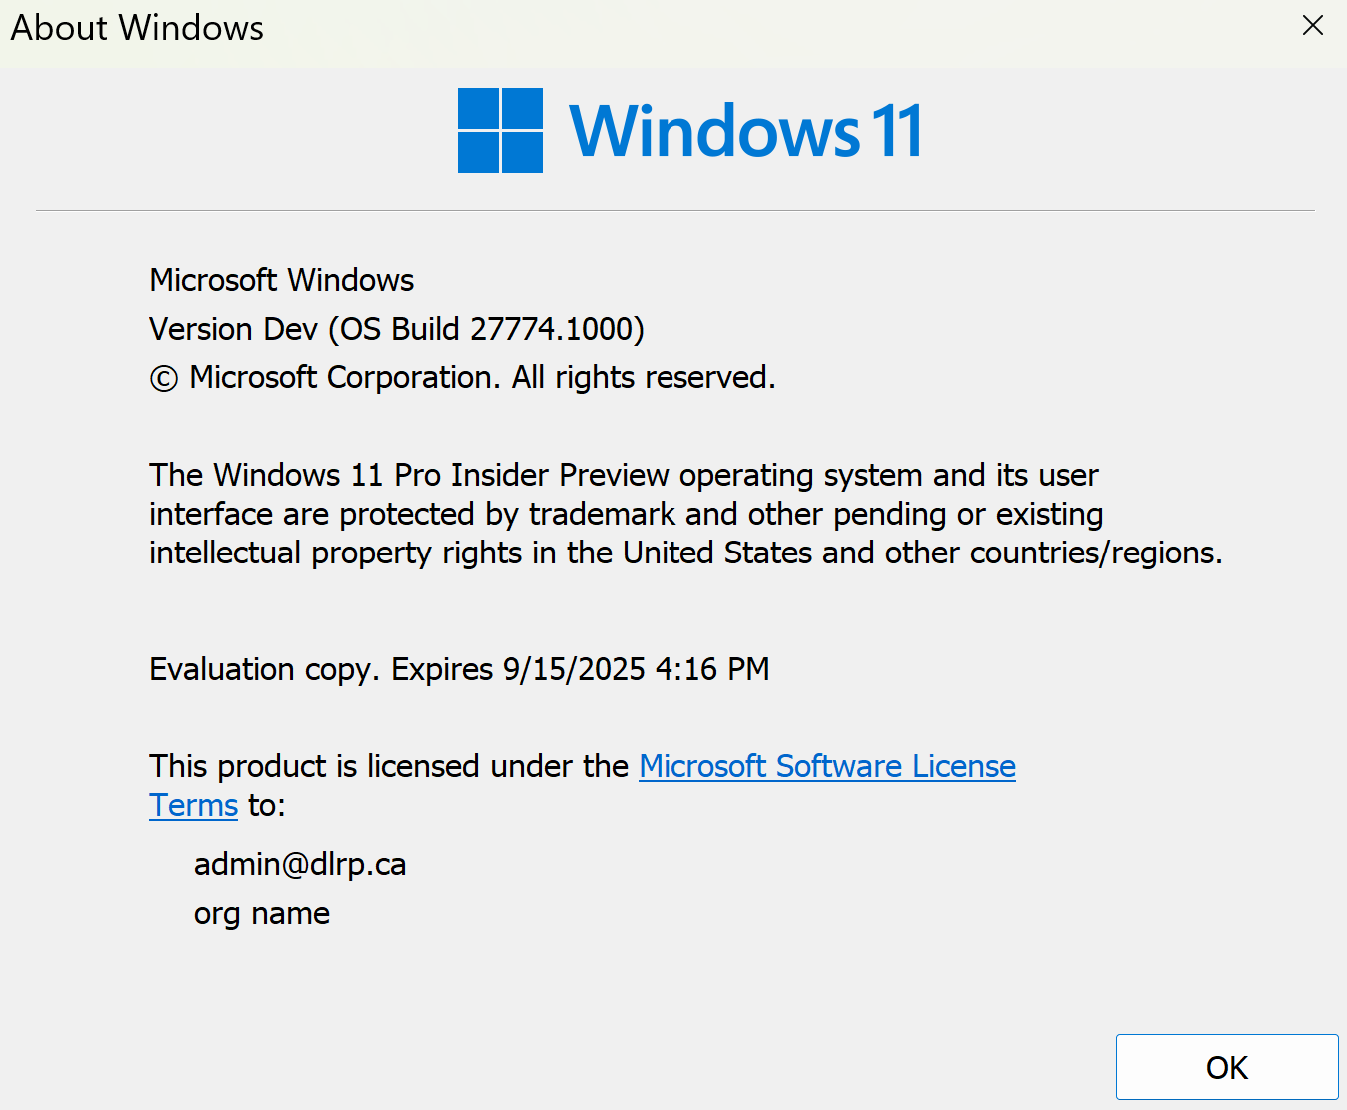 About Windows
Windows 11
Microsoft Windows
Version Dev (OS Build 27774.1000)
© Microsoft Corporation. All rights reserved.
The Windows 11 Pro Insider Preview operating system and its user
interface are protected by trademark and other pending or existing
intellectual property rights in the United States and other countries/regions.
Evaluation copy. Expires 9/15/2025 4:16 PM
This product is licensed under the Microsoft Software License
Terms to:
admin@dlrp.ca
org name
OK